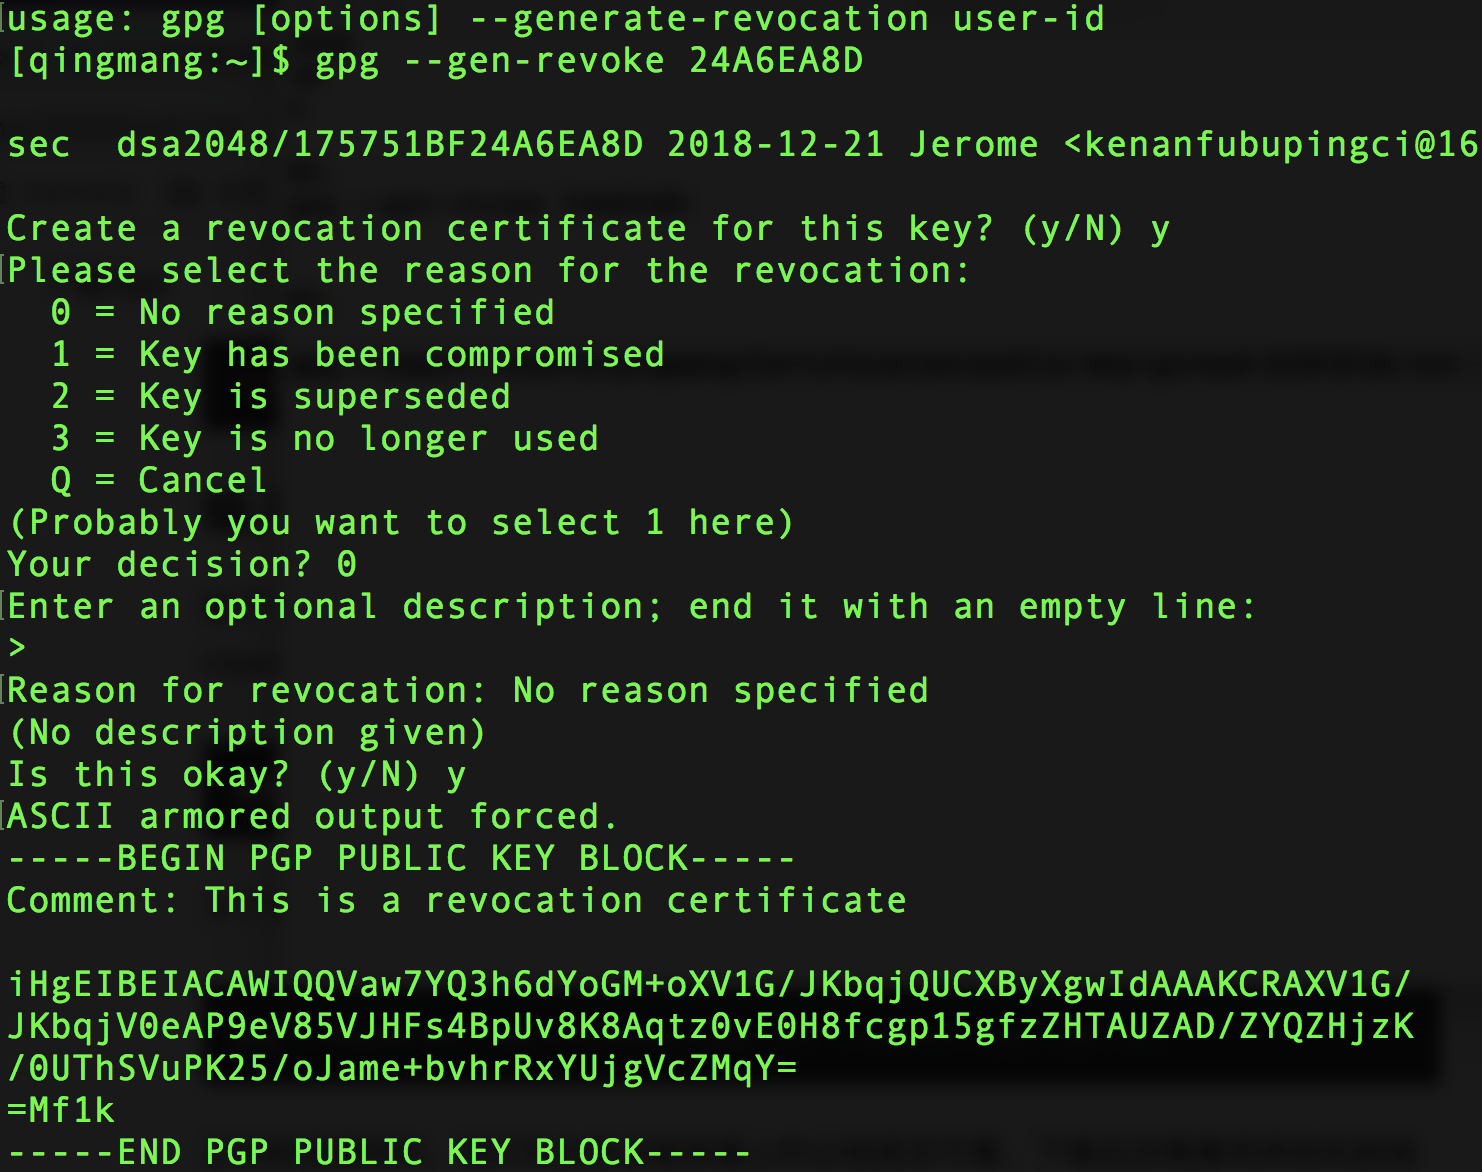 usage: gpg [options] --generate-revocation user-id
[qingmang:~]$ gpg --gen-revoke 24A6EA8D

sec  dsa2048/175751BF24A6EA8D 2018-12-21 Jerome <kenanfubupingci@16

Create a revocation certificate for this key? (y/N) y
Please select the reason for the revocation:
  0 = No reason specified
  1 = Key has been compromised
  2 = Key is superseded
  3 = Key is no longer used
  Q = Cancel
(Probably you want to select 1 here)
Your decision? 0
Enter an optional description; end it with an empty line:
>
Reason for revocation: No reason specified
(No description given)
Is this okay? (y/N) y
ASCII armored output forced.
-----BEGIN PGP PUBLIC KEY BLOCK-----
Comment: This is a revocation certificate

iHgEIBEIACAWIQQVaw7YQ3h6dYoGM+oXV1G/JKbqjQUCXByXgwIdAAAKCRAXV1G/
JKbqjV0eAP9eV85VJHFs4BpUv8K8Aqtz0vE0H8fcgp15gfzZHTAUZAD/ZYQZHjzK
/0UThSVuPK25/oJame+bvhrRxYUjgVcZMqY=
=Mf1k
-----END PGP PUBLIC KEY BLOCK-----